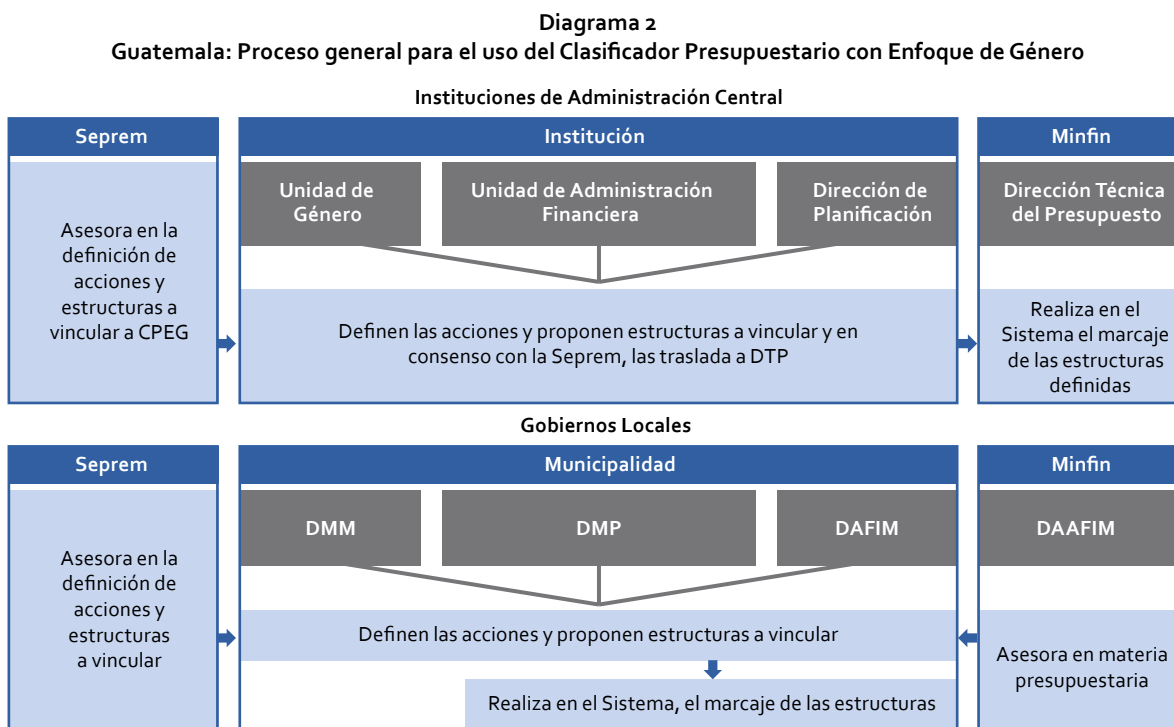 Diagrama 2
Guatemala: Proceso general para el uso del Clasificador Presupuestario con Enfoque de Género
Instituciones de Administración Central
Seprem
Asesora en la
definición de
acciones y
estructuras a
vincular a CPEG
Institución
Unidad de
Género
Unidad de Administración
Financiera
Dirección de
Planificación
Definen las acciones y proponen estructuras a vincular y en
consenso con la Seprem, las traslada a DTP
Minfin
Dirección Técnica
del Presupuesto
Realiza en el
Sistema el marcaje
de las estructuras
definidas
Gobiernos Locales
Seprem
Asesora en la
definición de
acciones y
estructuras
a vincular
Municipalidad
DMM
DMP
DAFIM
Definen las acciones y proponen estructuras a vincular
Realiza en el Sistema, el marcaje de las estructuras
Minfin
DAAFIM
Asesora en materia
presupuestaria